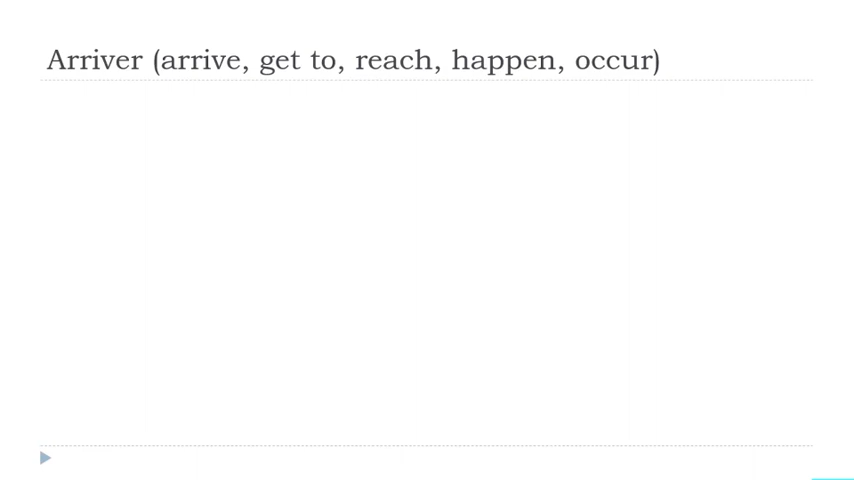 Arriver (arrive, get to, reach, happen, occur)